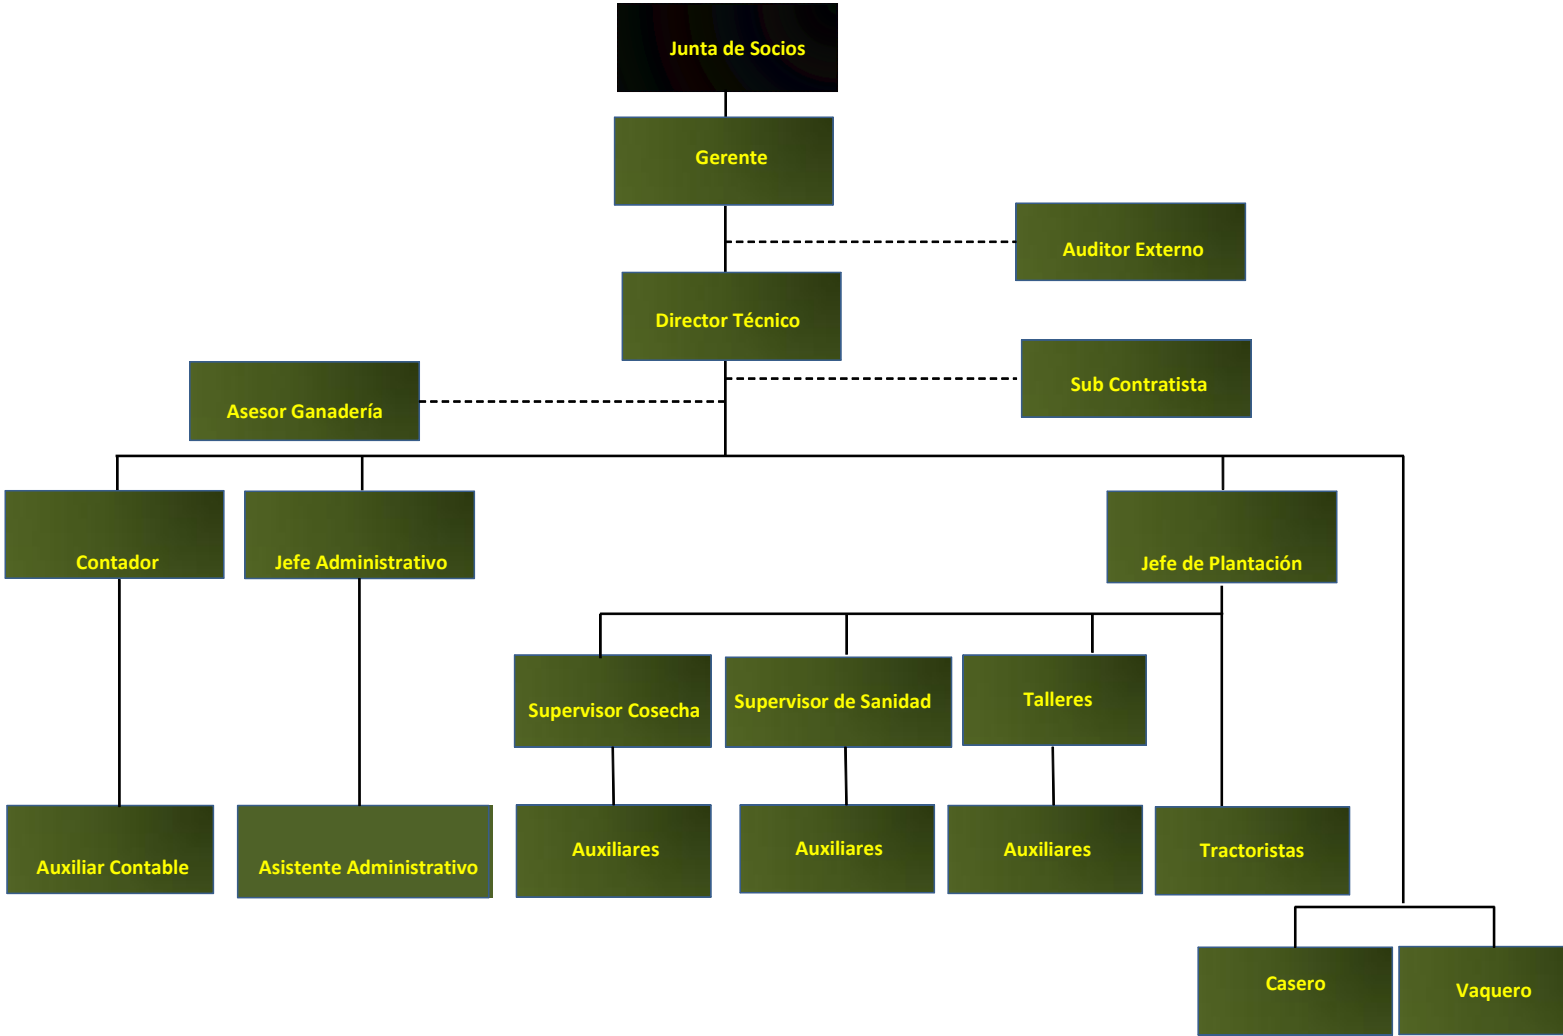 Junta de Socios
Gerente
Auditor Externo
Director Técnico
Sub Contratista
Asesor Ganadería
Contador
Jefe Administrativo
Jefe de Plantación
Supervisor Cosecha
Supervisor de Sanidad
Talleres
Auxiliar Contable
Asistente Administrativo
Auxiliares
Auxiliares
Auxiliares
Tractoristas
Casero
Vaquero